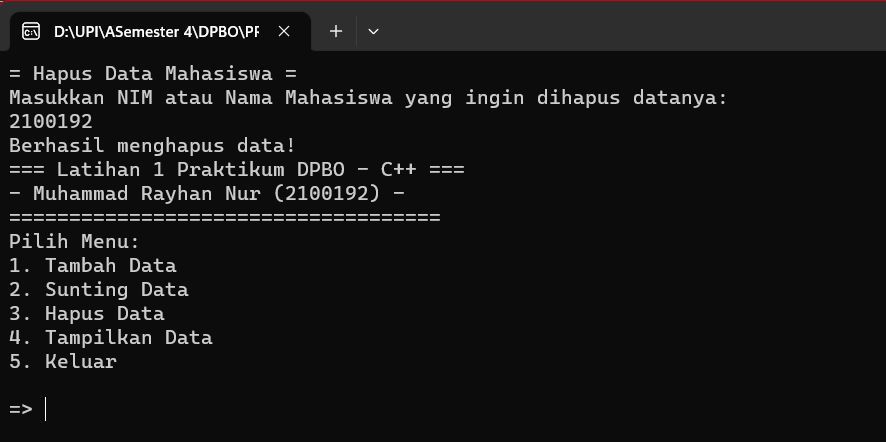 D:\UPI\ASemester 4\DPBO\PR
= Hapus Data Mahasiswa =
Masukkan NIM atau Nama Mahasiswa yang ingin dihapus datanya:
2100192
Berhasil menghapus data!
=== Latihan 1 Praktikum DPBO - C++ ===
- Muhammad Rayhan Nur (2100192) -
====================================
Pilih Menu:
1. Tambah Data
2. Sunting Data
3. Hapus Data
4. Tampilkan Data
5. Keluar
=>